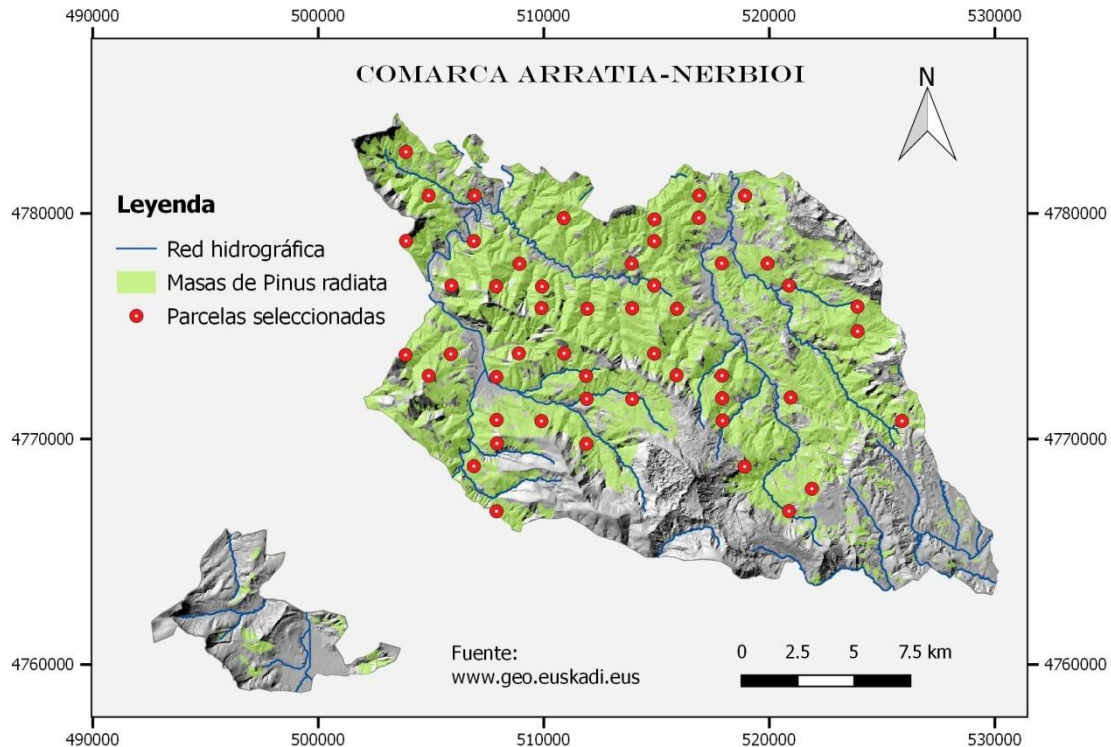 490000 500000 510000 520000 530000
COMARCA ARRATIA-NERBIOI
N
Leyenda
Red hidrográfica
Masas de Pinus radiata
Parcelas seleccionadas
4780000 4780000
4770000 4770000
4760000 4760000
Fuente:
www.geo.euskadi.eus
0 2.5 5 7.5 km
490000 500000 510000 520000 530000